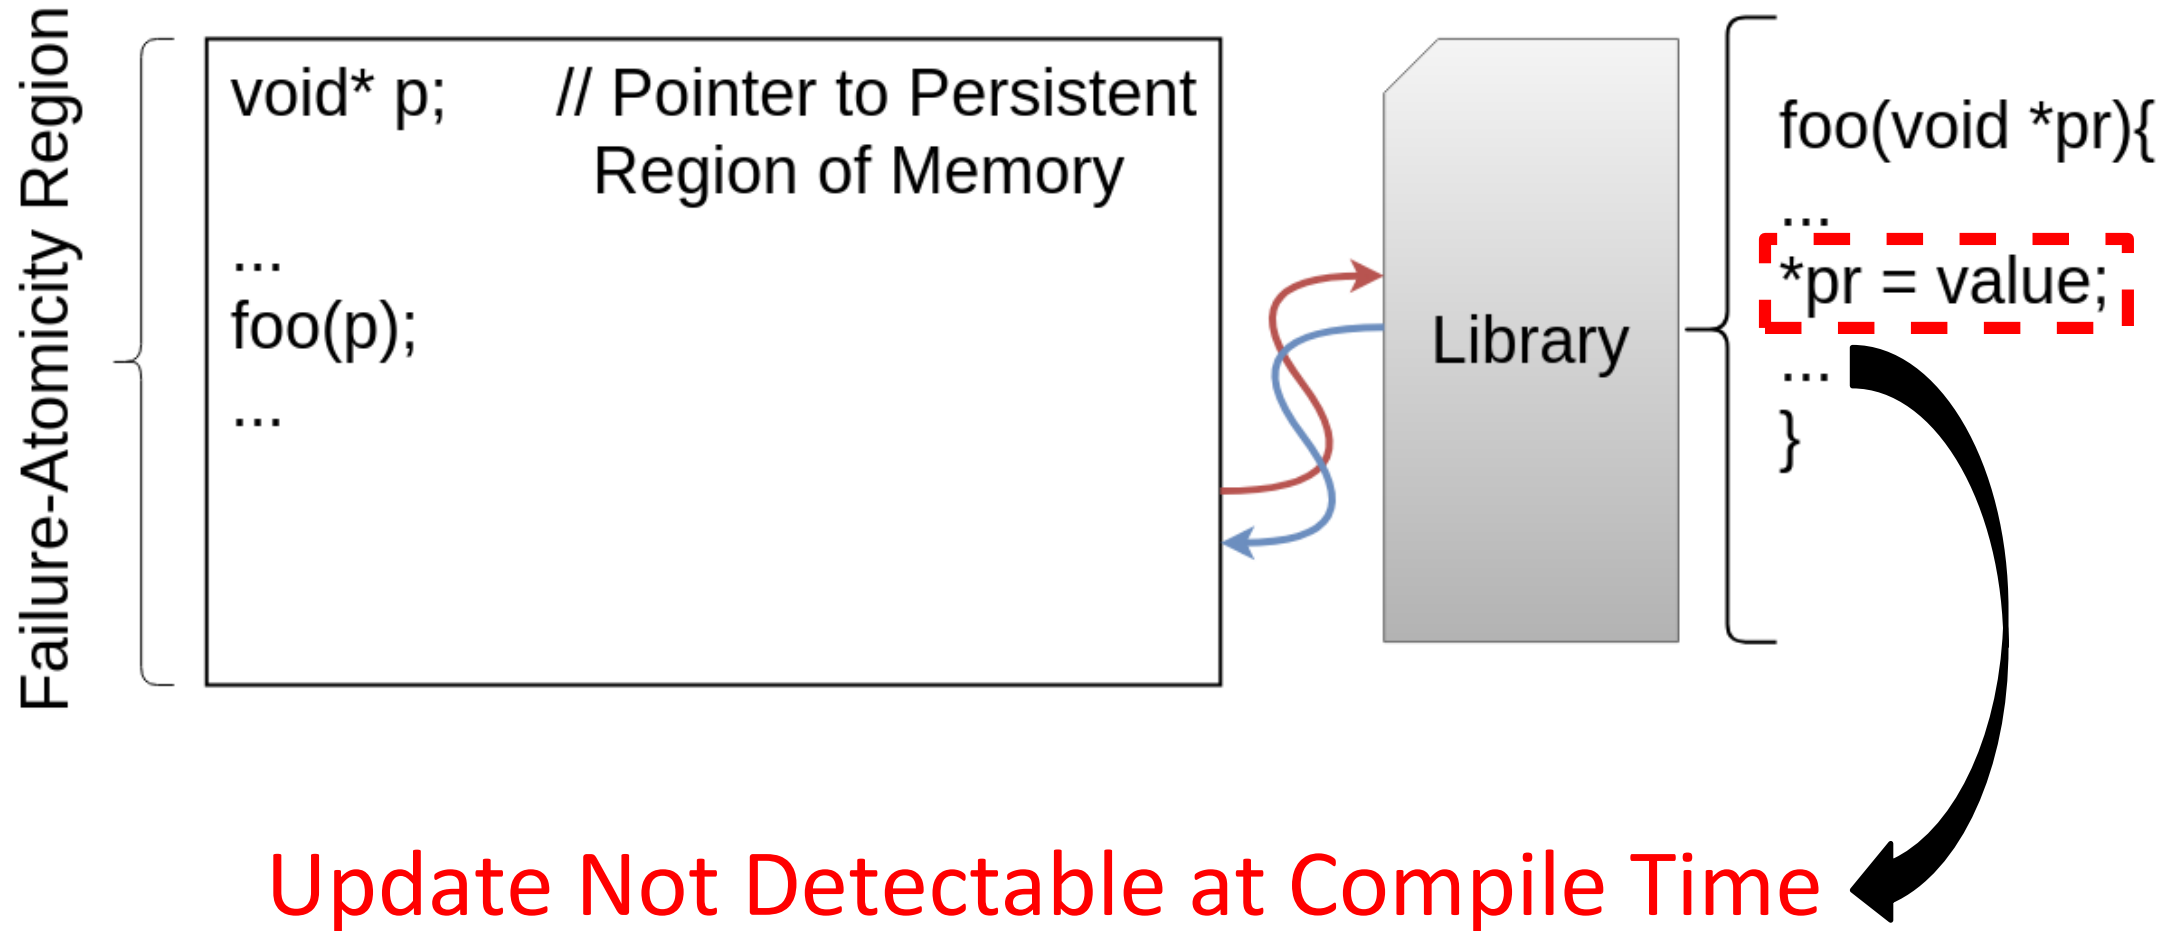 Failure-Atomicity Region
void* p; // Pointer to Persistent
Region of Memory
...
foo(p);
...
Library
foo(void *pr){
...
*pr = value;
...
}
Update Not Detectable at Compile Time